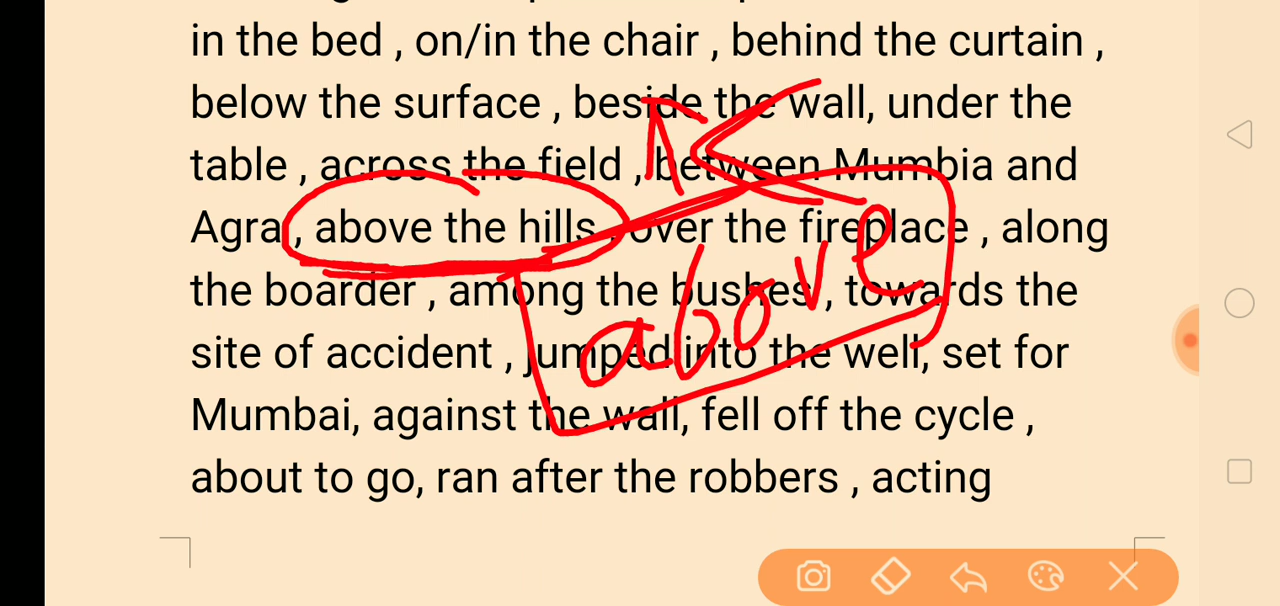 in the bed , on/in the chair , behind the curtain ,
below the surface , beside the wall, under the
table , across the field , between Mumbia and
Agra , above the hills , over the fireplace , along
the boarder , among the bushes , towards the
above
site of accident , jumped into the well, set for
Mumbai, against the wall, fell off the cycle ,
about to go, ran after the robbers , acting